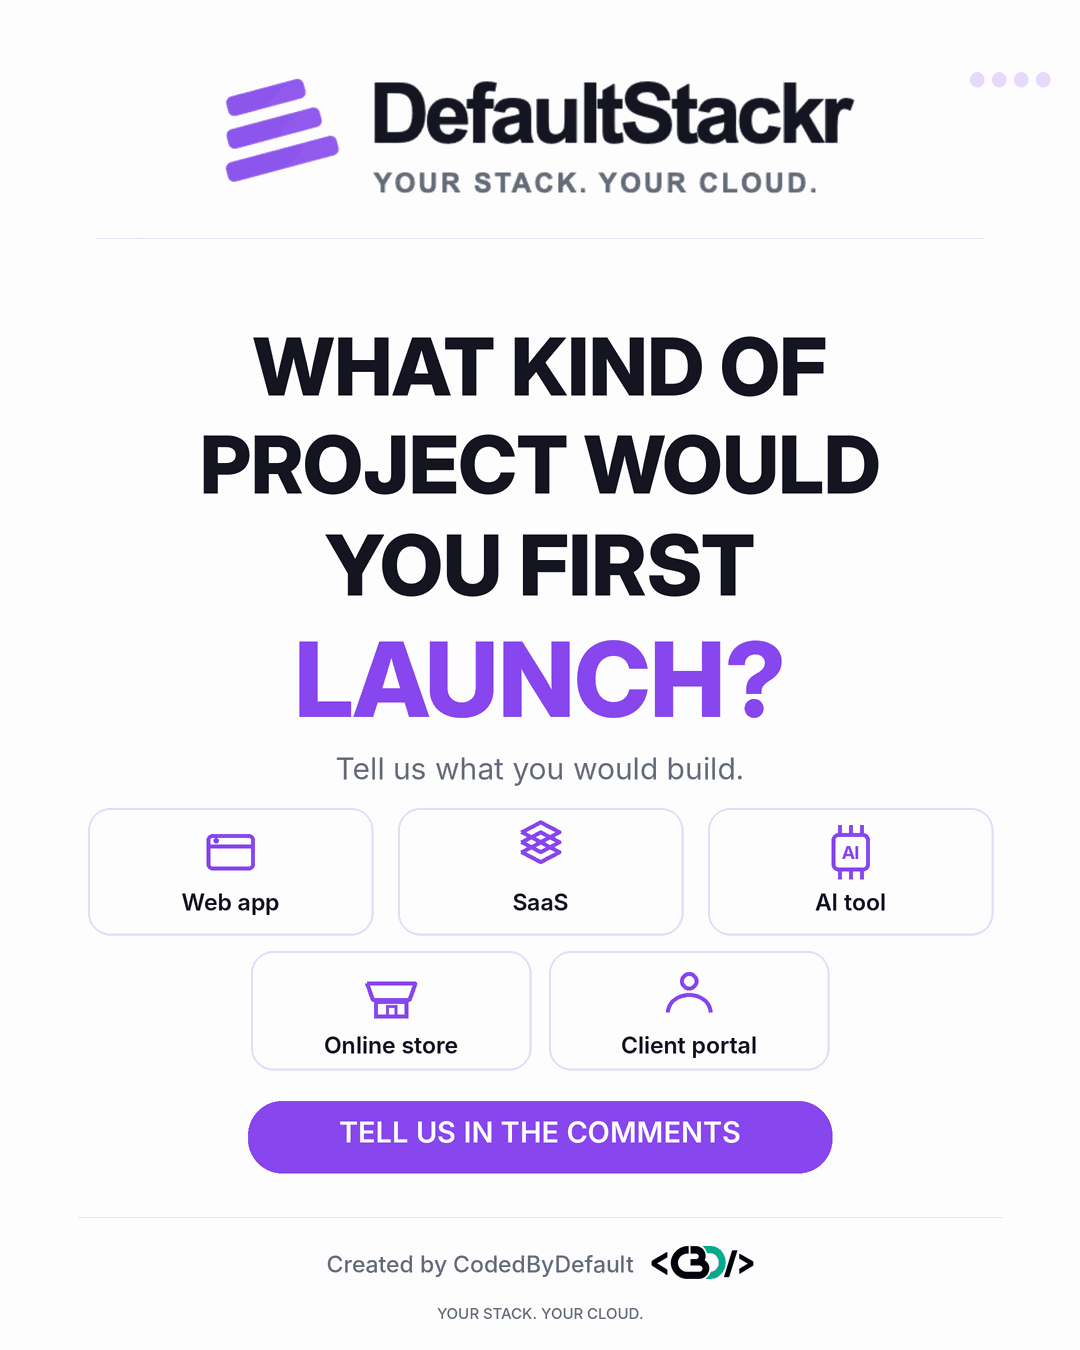 DefaultStackr
YOUR STACK. YOUR CLOUD.
WHAT KIND OF
PROJECT WOULD
YOU FIRST
LAUNCH?
Tell us what you would build.
Web app
SaaS
AI
AI tool
Online store
Client portal
TELL US IN THE COMMENTS
Created by CodedByDefault <CBD/>
YOUR STACK. YOUR CLOUD.